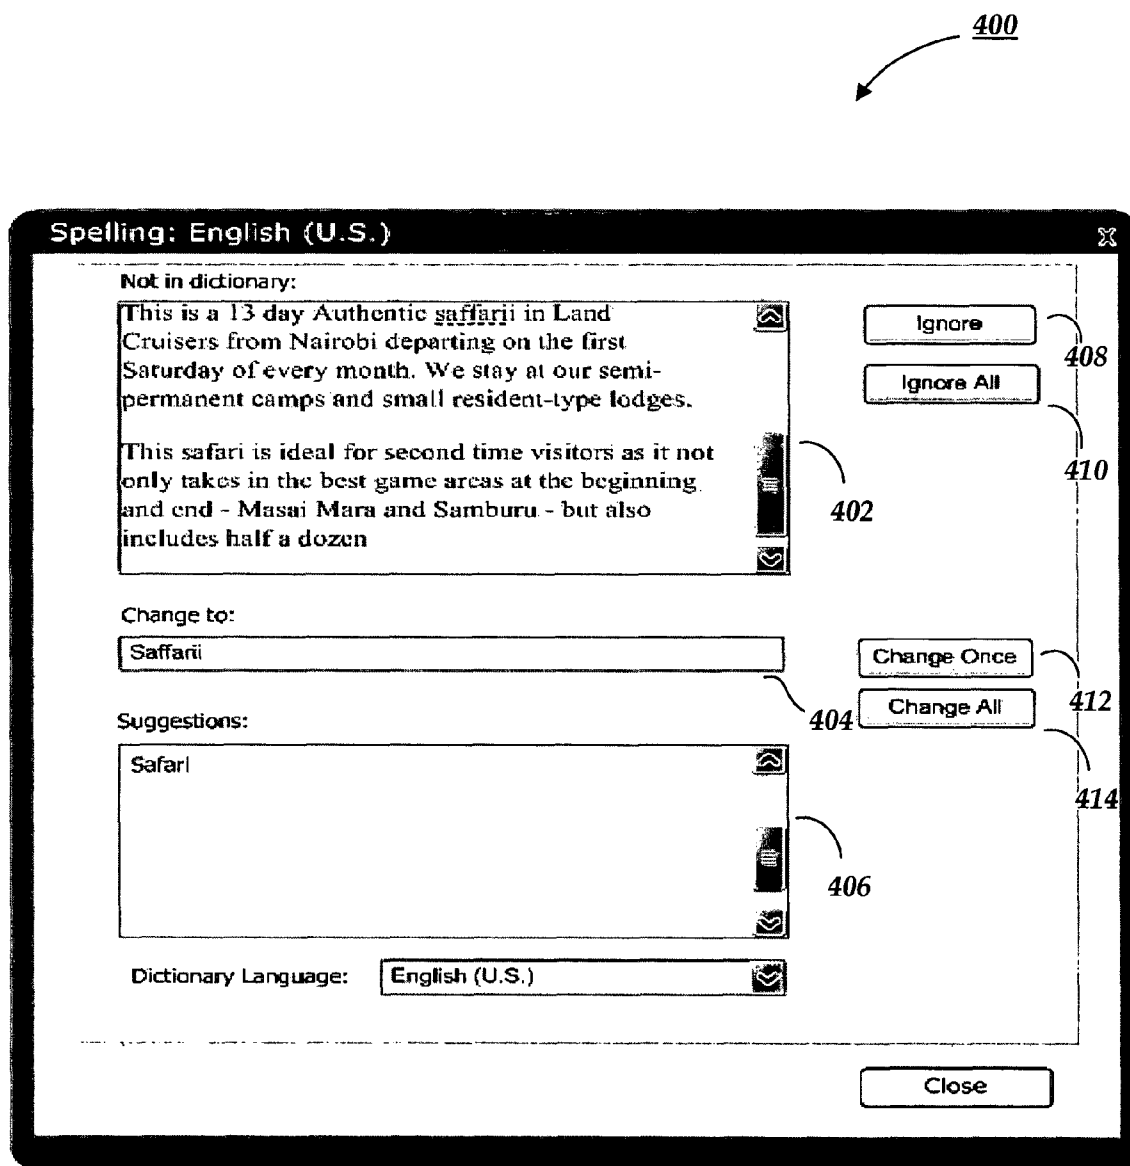 400
Spelling: English (U.S.)
Not in dictionary:
This is a 13 day Authentic saffarii in Land
Cruisers from Nairobi departing on the first
Saturday of every month. We stay at our semi-
permanent camps and small resident-type lodges.
This safari is ideal for second time visitors as it not
only takes in the best game areas at the beginning
and end - Masai Mara and Samburu - but also
includes half a dozen
402
Ignore
408
Ignore All
410
Change to:
Saffarii
404
Change Once
412
Change All
414
Suggestions:
Safari
406
Dictionary Language: English (U.S.)
Close